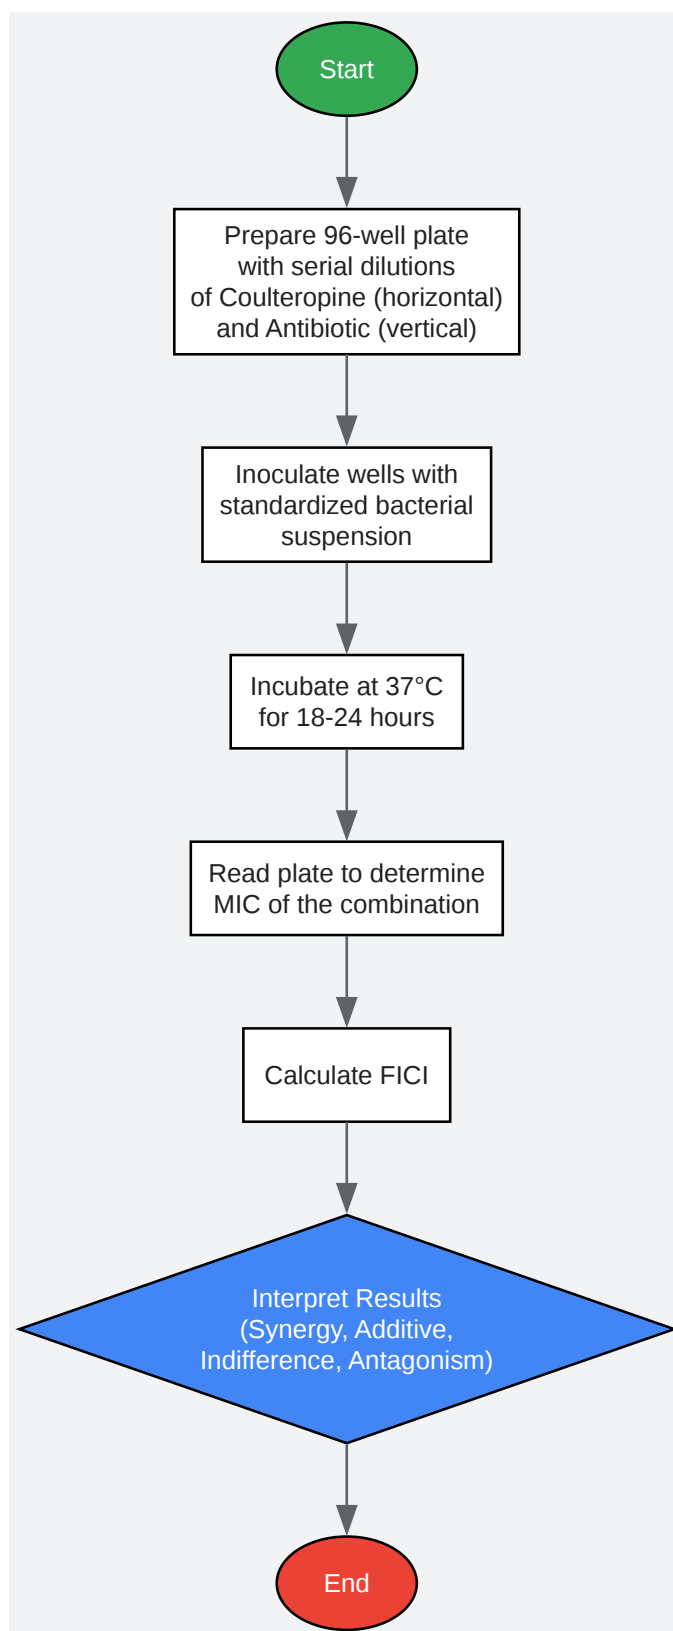 Start
Prepare 96-well plate
with serial dilutions
of Coulteropine (horizontal)
and Antibiotic (vertical)
Inoculate wells with
standardized bacterial
suspension
Incubate at 37°C
for 18-24 hours
Read plate to determine
MIC of the combination
Calculate FICI
Interpret Results
(Synergy, Additive,
Indifference, Antagonism)
End